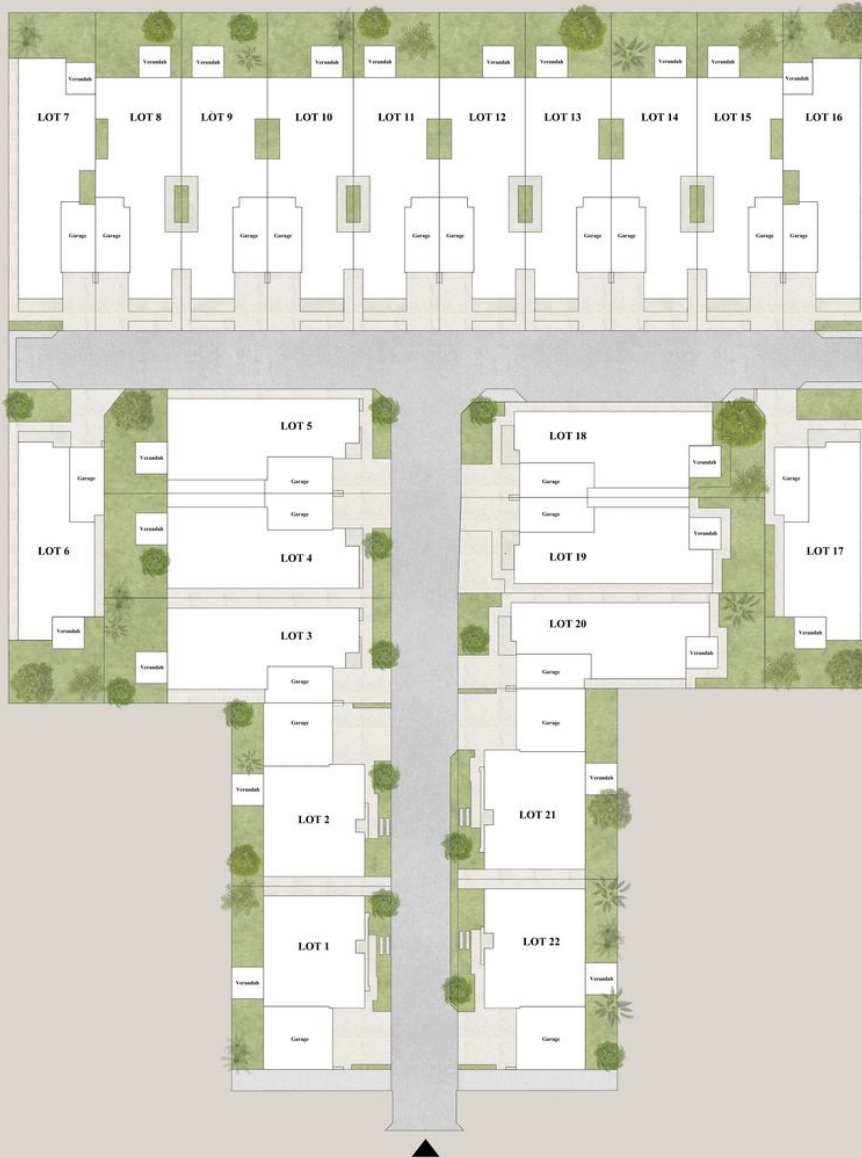 Verandah
Verandah
Verandah
Verandah
Verandah
Verandah
Verandah
Verandah
Verandah
Verandah
LOT 7
LOT 8
LÒT 9
LOT 10
LOT 11
LOT 12
LOT 13
LOT 14
LOT 15
LOT 16
Garage
Garage
Garage
Garage
Garage
Garage
Garage
Garage
Garage
Garage
LOT 5
LOT 18
Verandah
Verandah
Garage
Garage
Garage
Garage
LOT 6
Verandah
Garage
Garage
Verandah
LOT 17
LOT 4
LOT 19
Verandah
LOT 3
LOT 20
Verandah
Verandah
Verandah
Garage
Garage
Garage
Garage
Verandah
Verandah
LOT 2
LOT 21
LOT 1
LOT 22
Verandah
Verandah
Garage
Garage